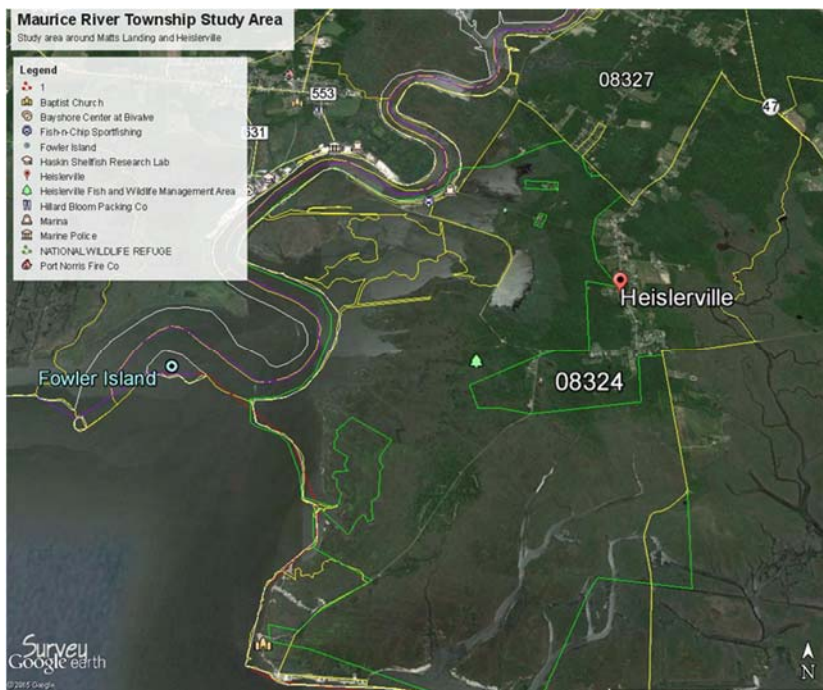 Maurice River Township Study Area
Study area around Matts Landing and Heislerville
Legend
1
Baptist Church
Bayshore Center at Bivalve
Fish-n-Chip Sportfishing
Fowler Island
Haskin Shellfish Research Lab
Heislerville
Heislerville Fish and Wildlife Management Area
Hillard Bloom Packing Co
Marina
Marine Police
NATIONAL WILDLIFE REFUGE
Port Norris Fire Co
08327
553
47
631
Heislerville
Fowler Island
08324
Survey
Google earth
©2015 Google
N